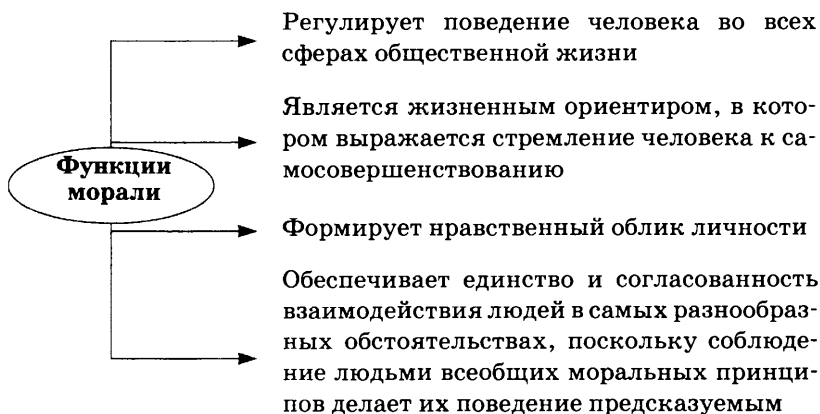 Функции
морали
Регулирует поведение человека во всех
сферах общественной жизни
Является жизненным ориентиром, в кото-
ром выражается стремление человека к са-
мосовершенствованию
Формирует нравственный облик личности
Обеспечивает единство и согласованность
взаимодействия людей в самых разнообраз-
ных обстоятельствах, поскольку соблюде-
ние людьми всеобщих моральных принци-
пов делает их поведение предсказуемым